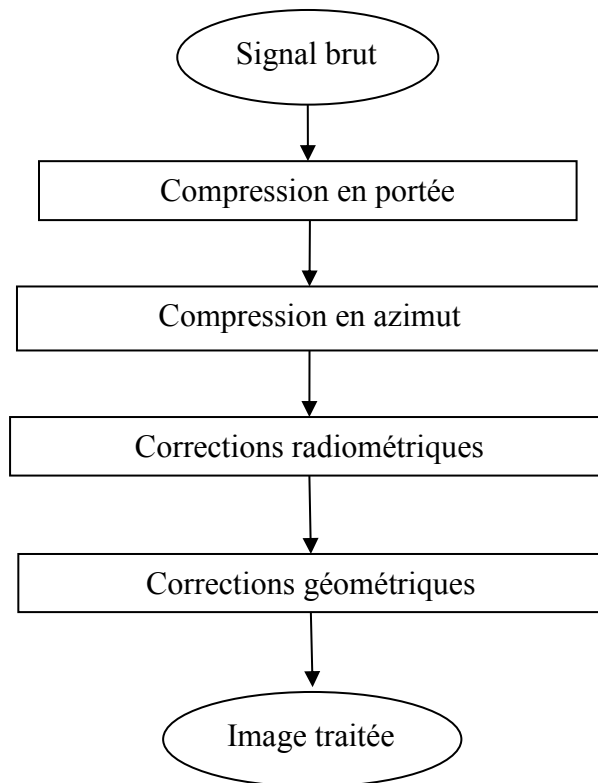 Signal brut
Compression en portée
Compression en azimut
Corrections radiométriques
Corrections géométriques
Image traitée